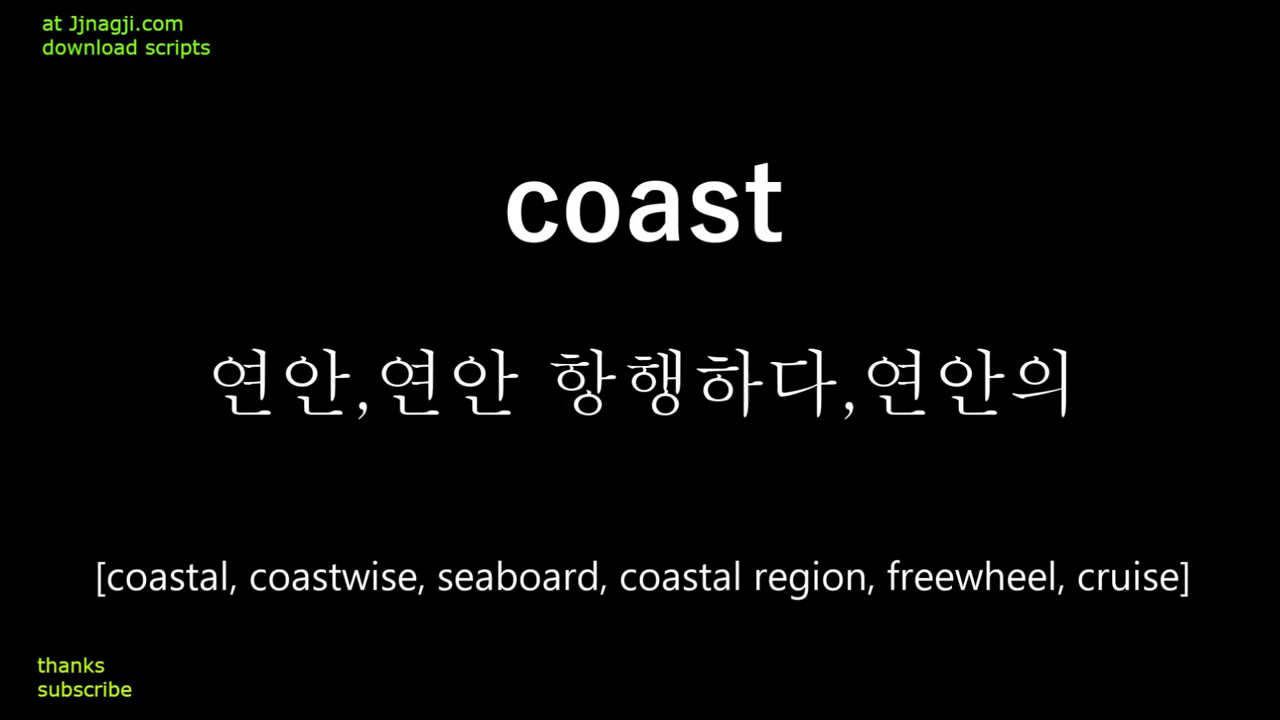 at Jjnagji.com
download scripts
coast
연안,연안 항행하다,연안의
[coastal, coastwise, seaboard, coastal region, freewheel, cruise]
thanks
subscribe